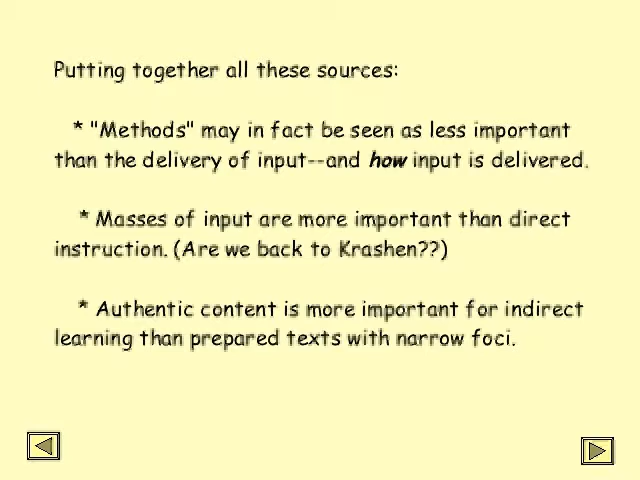 Putting together all these sources:
* "Methods" may in fact be seen as less important
than the delivery of input--and how input is delivered.
* Masses of input are more important than direct
instruction. (Are we back to Krashen??)
* Authentic content is more important for indirect
learning than prepared texts with narrow foci.